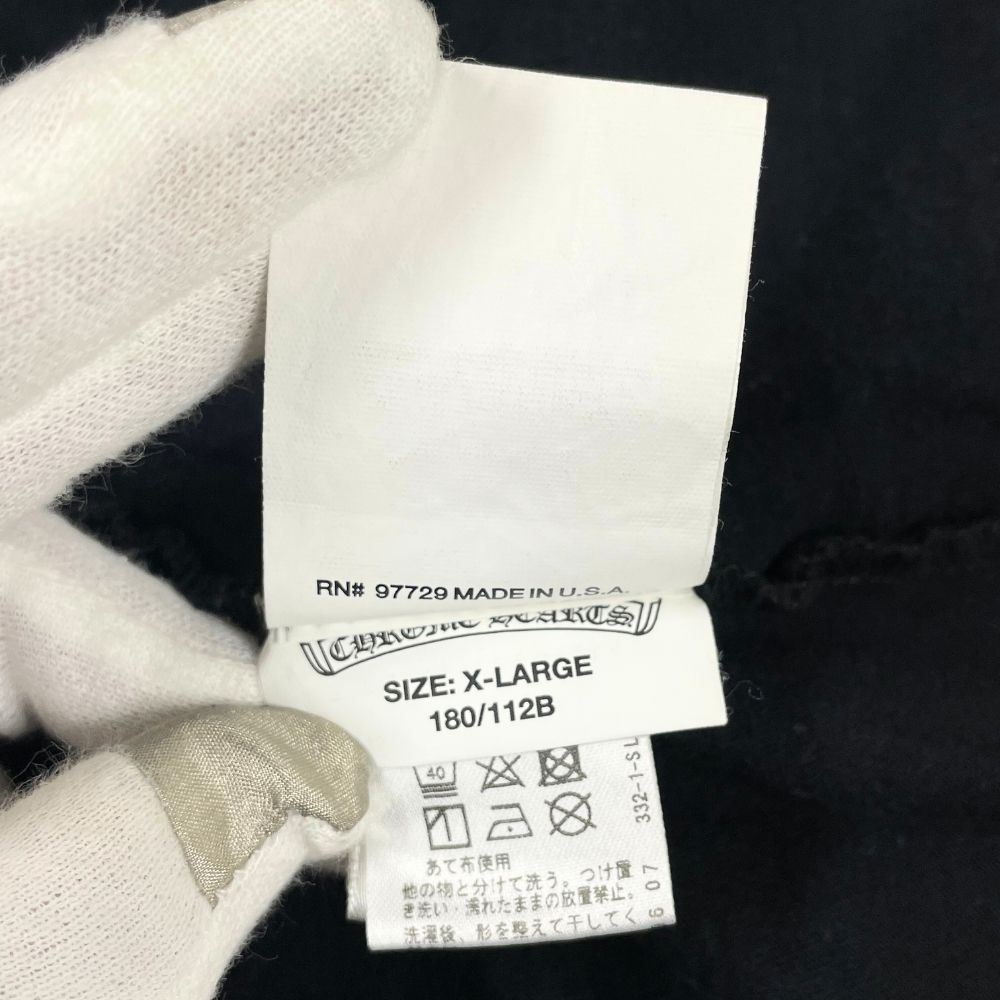 RN# 97729 MADE IN U.S.A.
CHROME HEARTS
SIZE: X-LARGE
180/112B
40
332-1-SL
あて布使用
他の物と分けて洗う。つけ置
き洗い・濡れたままの放置禁止。
洗濯後、形を整えて干してく
6 07